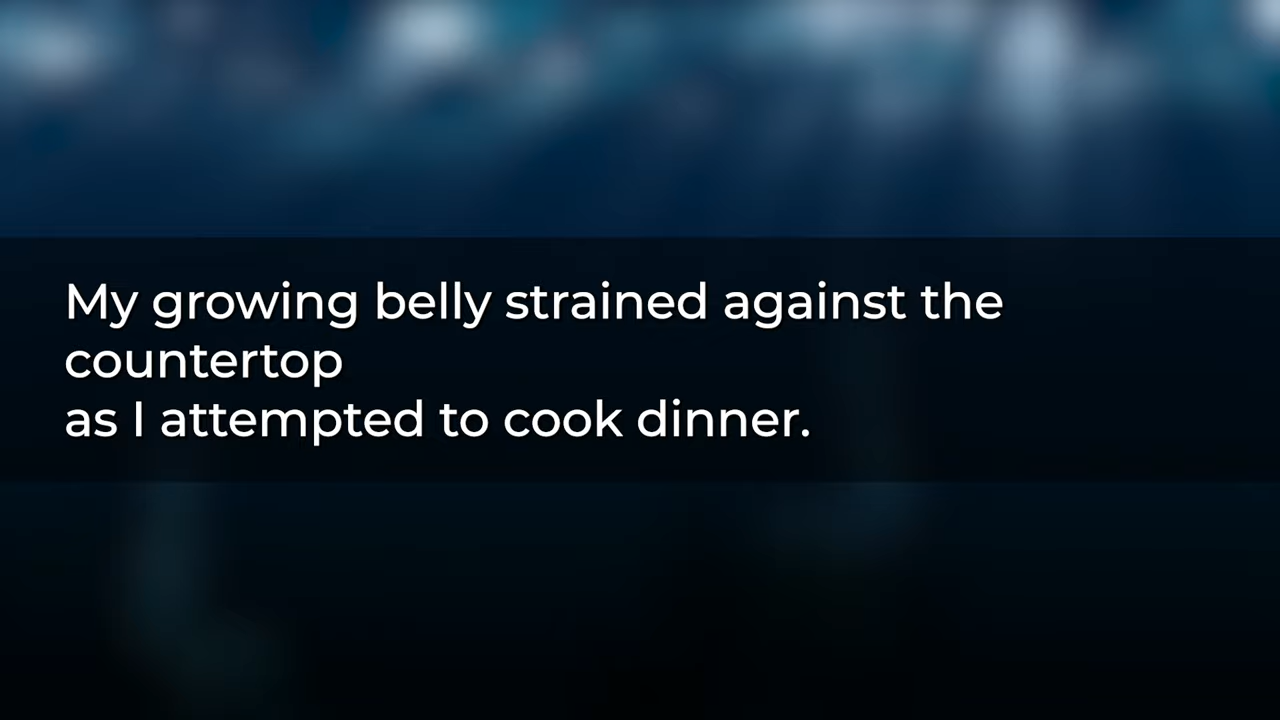 My growing belly strained against the
countertop
as I attempted to cook dinner.